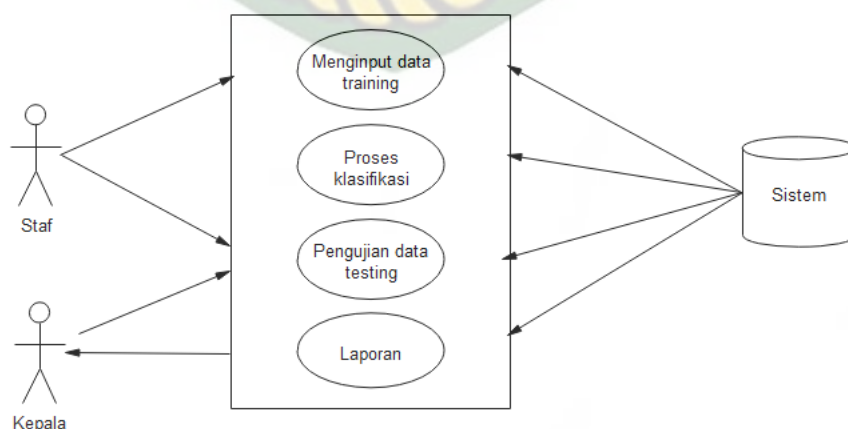 Menginput data
training
Proses
klasifikasi
Staf
Sistem
Pengujian data
testing
Laporan
Kepala